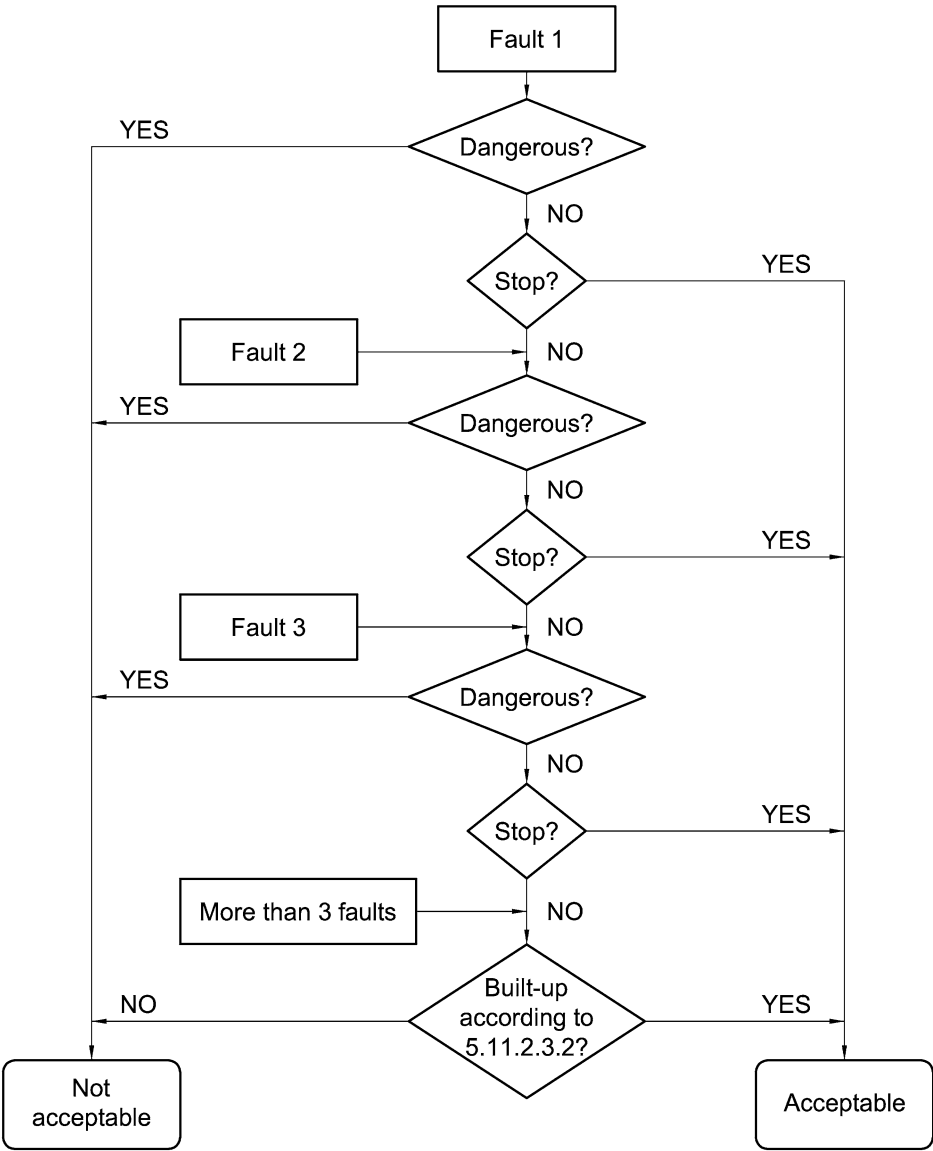 Fault 1
YES
Dangerous?
NO
YES
Stop?
Fault 2
NO
YES
Dangerous?
NO
YES
Stop?
Fault 3
NO
YES
Dangerous?
NO
YES
Stop?
More than 3 faults
NO
Built-up
according to
5.11.2.3.2?
NO
YES
Not
acceptable
Acceptable